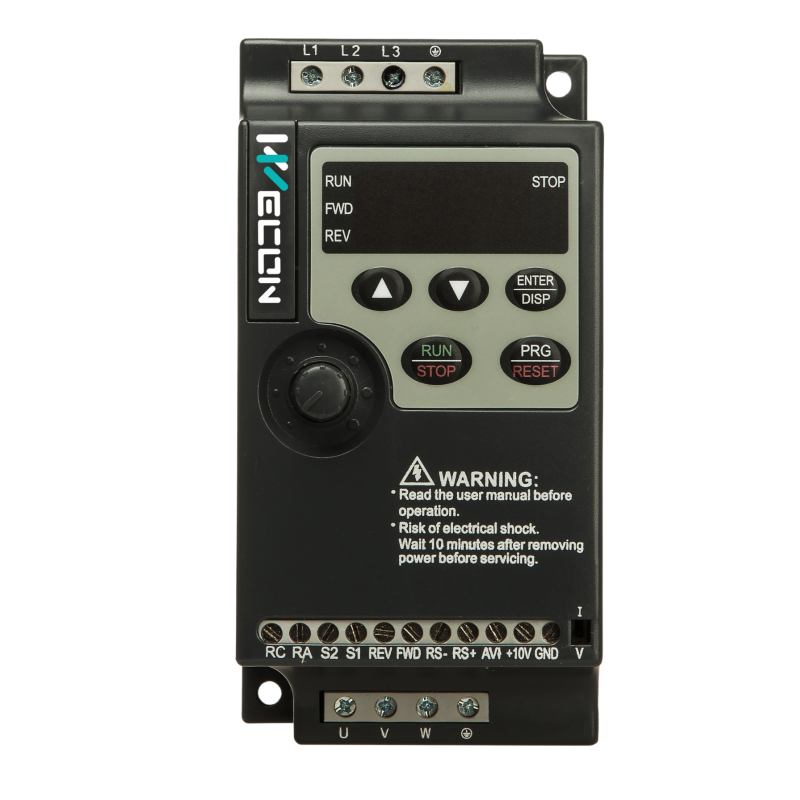 L1 L2 L3
WECON
RUN STOP
FWD
REV
ENTER
DISP
RUN
STOP
PRG
RESET
WARNING:
• Read the user manual before
operation.
• Risk of electrical shock.
Wait 10 minutes after removing
power before servicing.
I
RC RA S2 S1 REV FWD RS- RS+ AVI +10V GND V
U V W